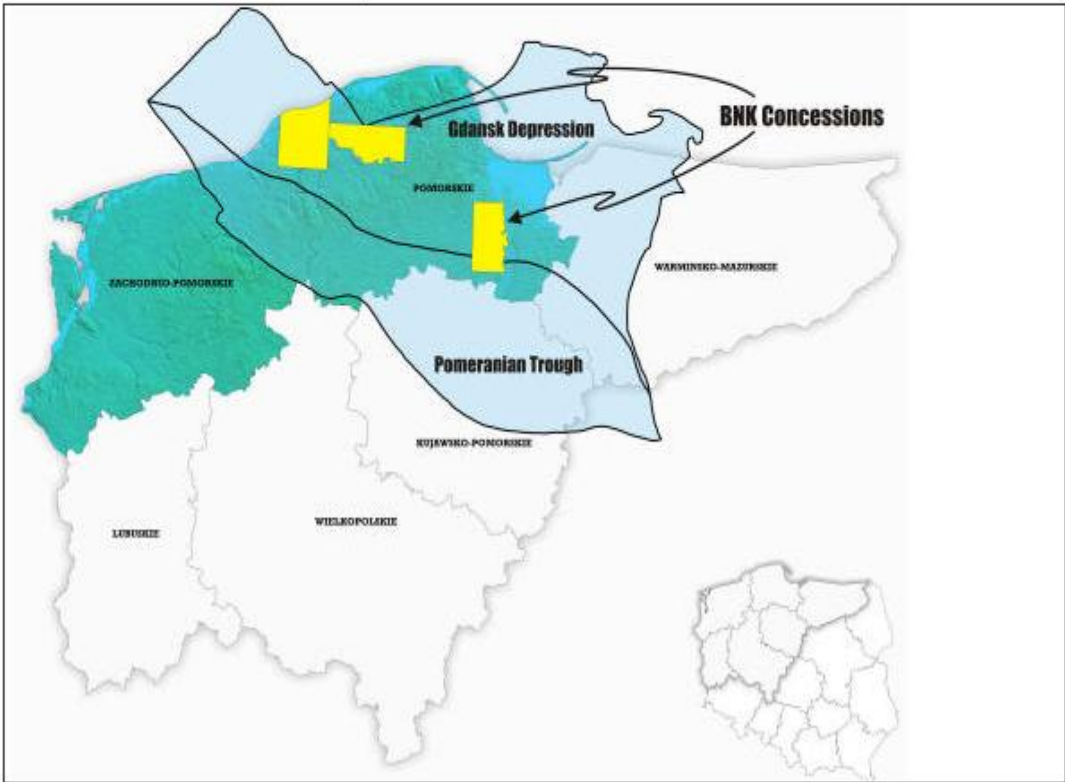 BNK Concessions
Gdansk Depression
POMORSKIE
WARMINSKO-MAZURSKIE
ZACHODNIO-POMORSKIE
Pomeranian Trough
KUJAWSKO-POMORSKIE
WIELKOPOLSKIE
LUBUSKIE